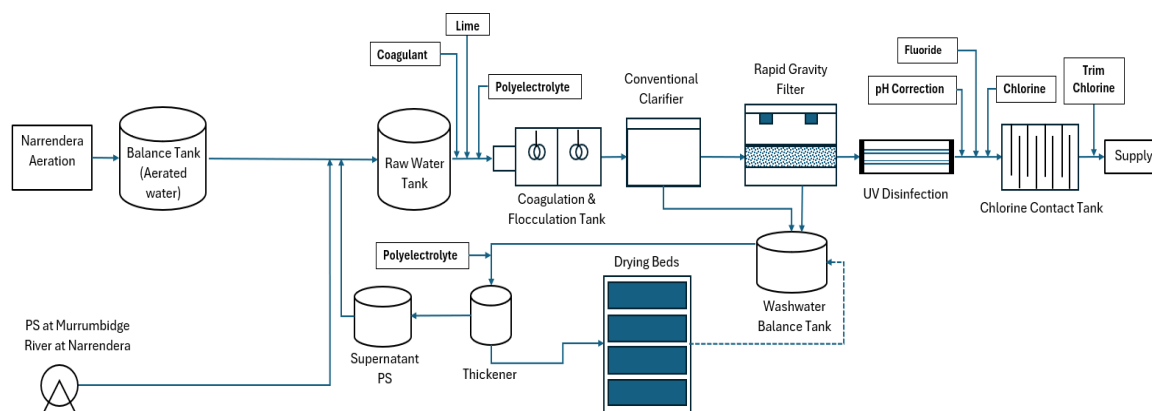 Lime
Coagulant
Polyelectrolyte
Conventional
Clarifier
Rapid Gravity
Filter
Fluoride
pH Correction
Chlorine
Trim
Chlorine
Narrendera
Aeration
Balance Tank
(Aerated
water)
Raw Water
Tank
Coagulation &
Flocculation Tank
UV Disinfection
Chlorine Contact Tank
Supply
Polyelectrolyte
Drying Beds
Washwater
Balance Tank
PS at Murrumbidge
River at Narrendera
Supernatant
PS
Thickener